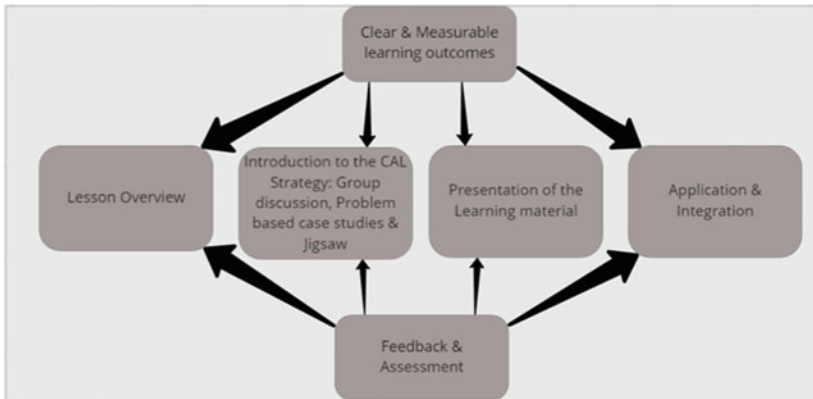 Clear & Measurable
learning outcomes
Lesson Overview
Introduction to the CAL
Strategy: Group
discussion, Problem
based case studies &
Jigsaw
Presentation of the
Learning material
Application &
Integration
Feedback &
Assessment